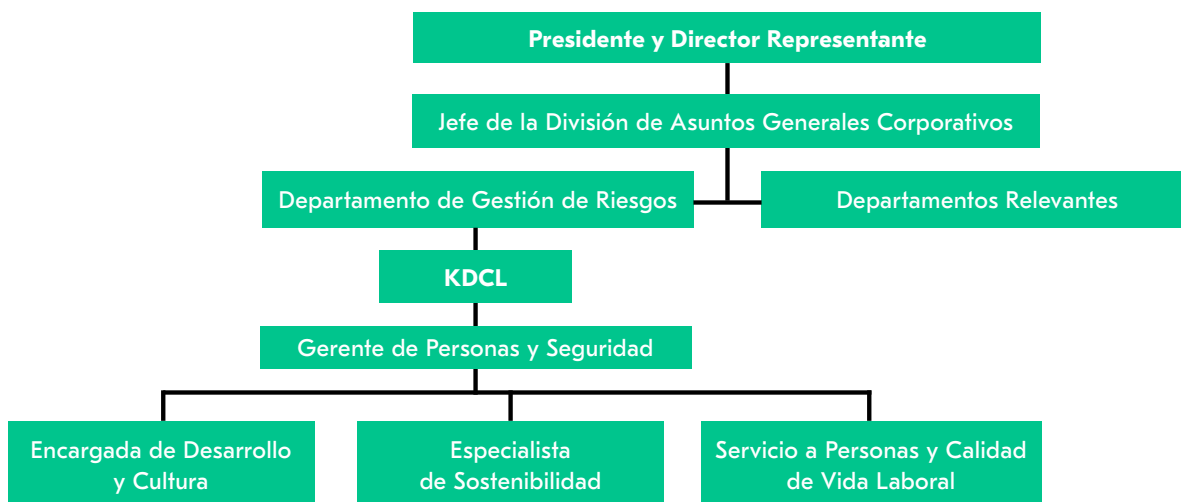 Presidente y Director Representante
Jefe de la División de Asuntos Generales Corporativos
Departamento de Gestión de Riesgos
Departamentos Relevantes
KDCL
Gerente de Personas y Seguridad
Encargada de Desarrollo
y Cultura
Especialista
de Sostenibilidad
Servicio a Personas y Calidad
de Vida Laboral